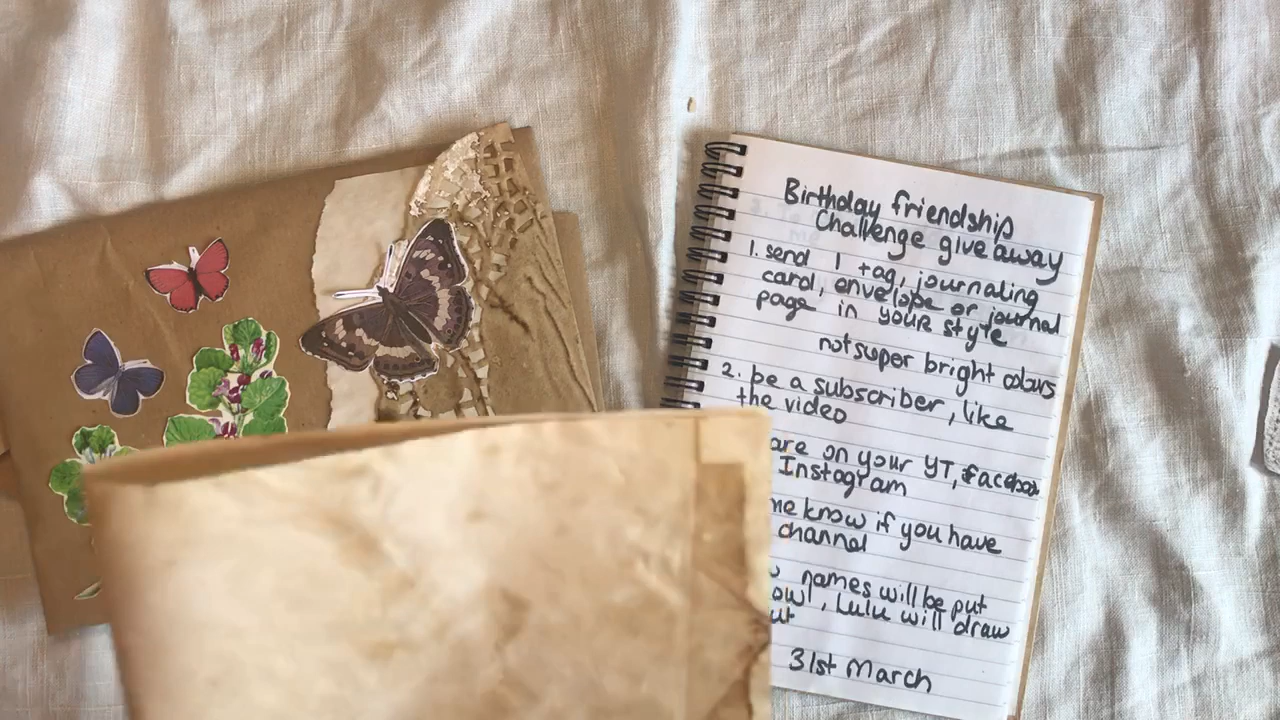 Birthday friendship
Challenge give away
1. send 1 tag, journaling
card, envelope or journal
page in your style
not super bright colours
2. be a subscriber, like
the video
are on your YT, facebook
Instagram
me know if you have
channel
names will be put
owl, Lulu will draw
ut
31st March